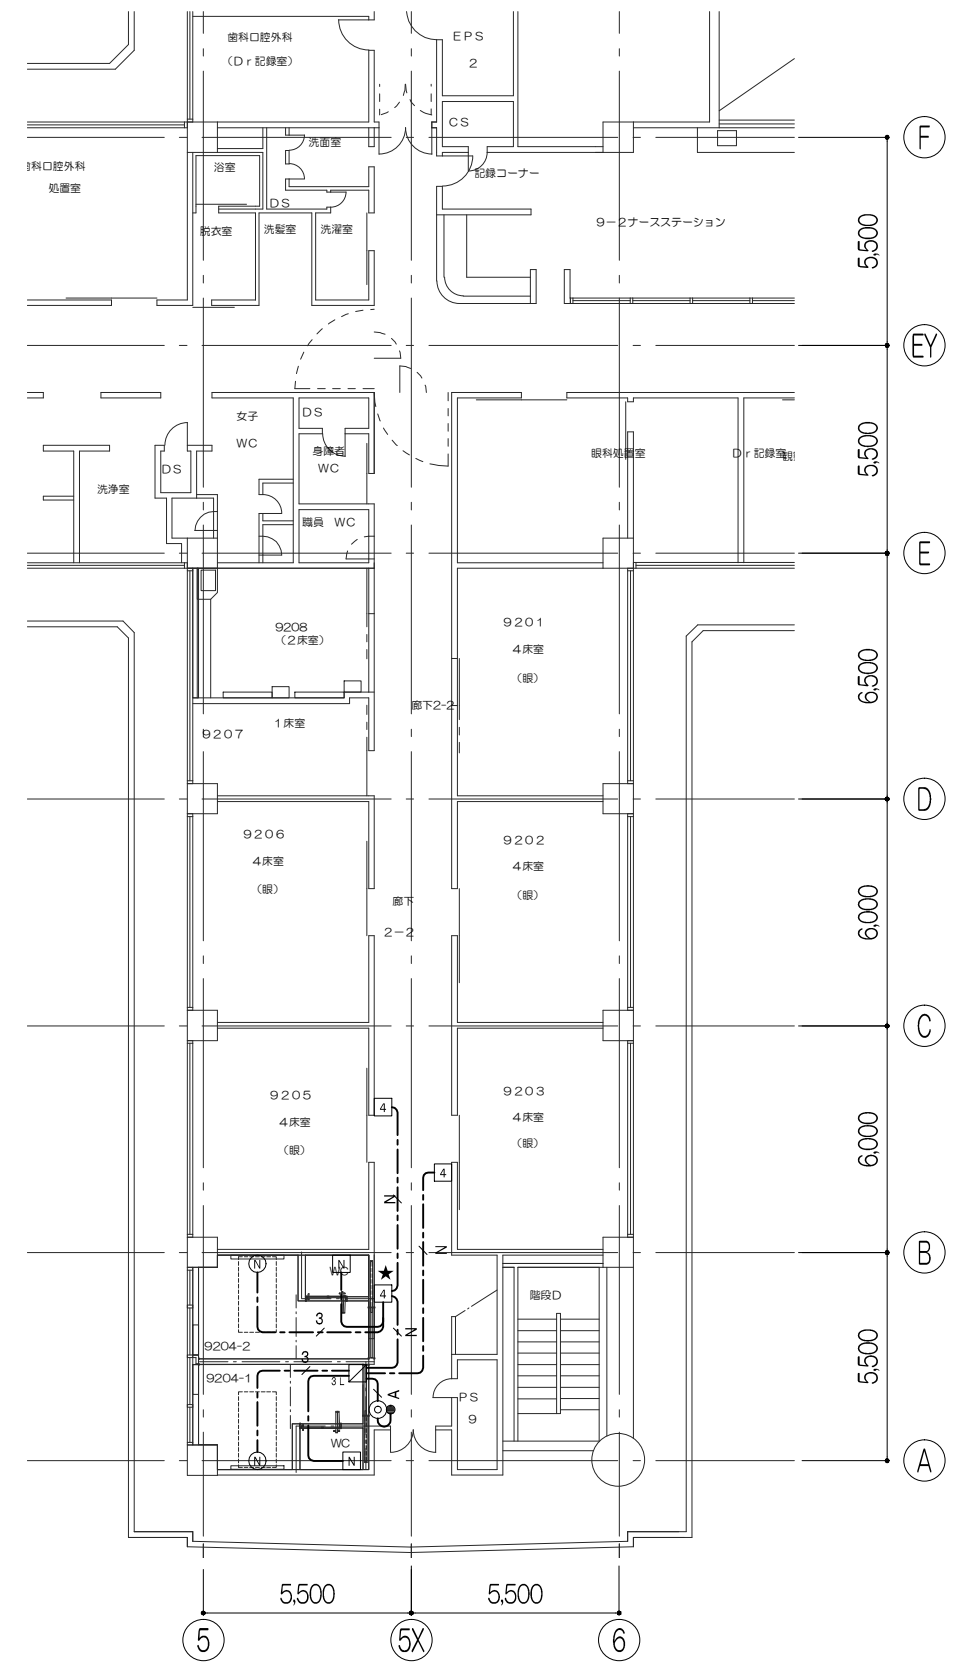 歯科口腔外科
(Dr記録室)
EPS
2
CS
F
洗面室
歯科口腔外科
処置室
浴室
記録コーナー
DS
脱衣室
洗髪室
洗濯室
9-2ナースステーション
5,500
EY
女子
WC
DS
身障者
WC
眼科処置室
Dr記録室
5,500
DS
洗浄室
職員 WC
E
9208
(2床室)
9201
4床室
(眼)
6,500
廊下2-2
1床室
9207
D
9206
4床室
(眼)
9202
4床室
(眼)
廊下
2-2
6,000
C
9205
4床室
(眼)
9203
4床室
(眼)
4
6,000
4
N
N
B
N
N
WC
★
4
階段D
3
N
9204-2
5,500
3
9204-1
3L
A
PS
9
WC
N
N
A
5,500
5,500
5
5X
6